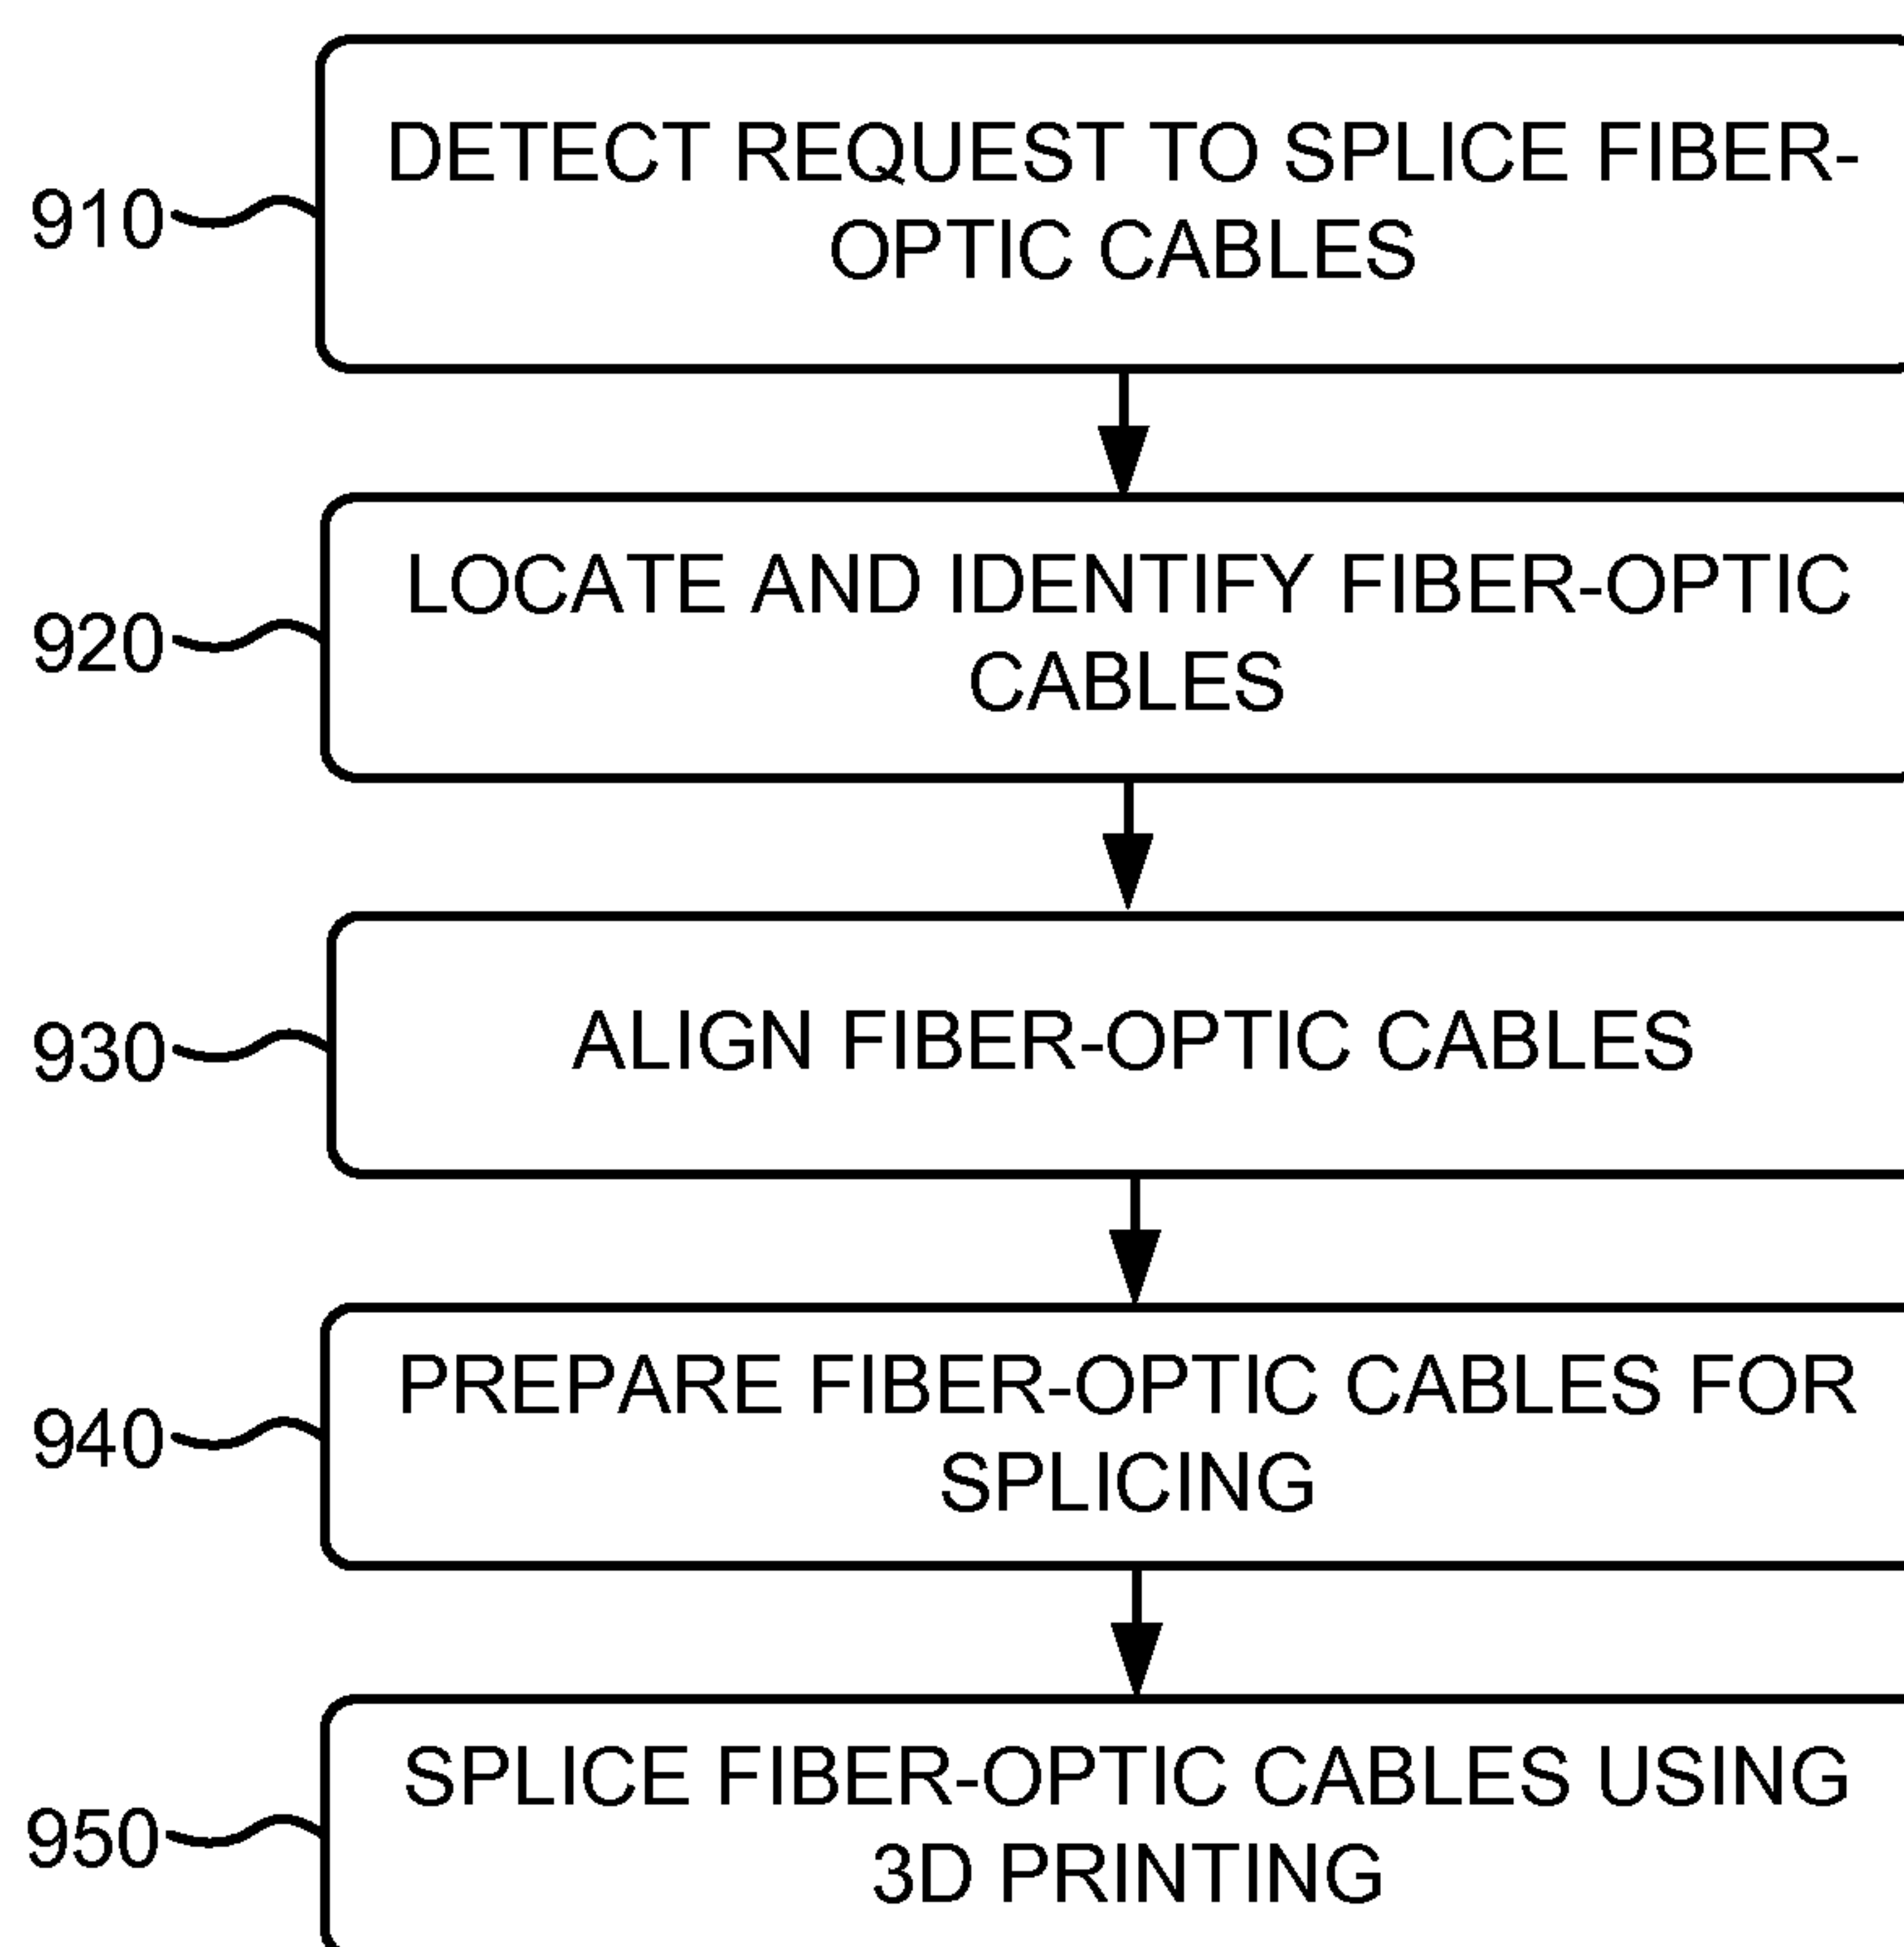 DETECT REQUEST TO SPLICE FIBER-
910
OPTIC CABLES
LOCATE AND IDENTIFY FIBER-OPTIC
920
CABLES
930
ALIGN FIBER-OPTIC CABLES
PREPARE FIBER-OPTIC CABLES FOR
940
SPLICING
SPLICE FIBER-OPTIC CABLES USING
950
3D PRINTING